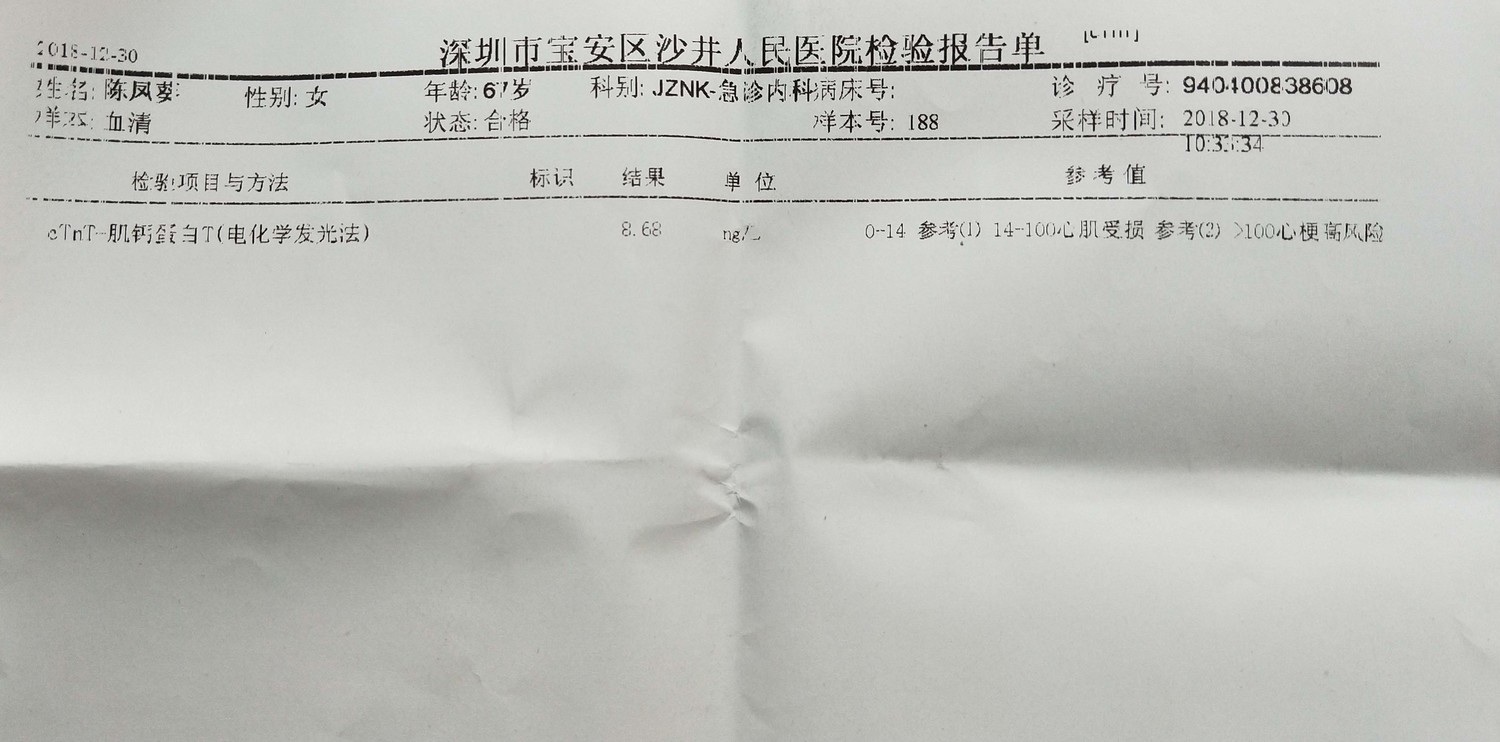 2018-12-30
深圳市宝安区沙井人民医院检验报告单
姓名: 陈凤 性别: 女 年龄: 67岁 科别: JZNK-急诊内科 病床号: 诊 疗 号: 940400838608
样本: 血清 状态: 合格 样本号: 188 采样时间: 2018-12-30
10:33:34
检验项目与方法 标识 结果 单 位 参 考 值
cTnT-肌钙蛋白T(电化学发光法) 8.68 ng/L 0-14 参考(1) 14-100心肌受损 参考(2) >100心梗高风险